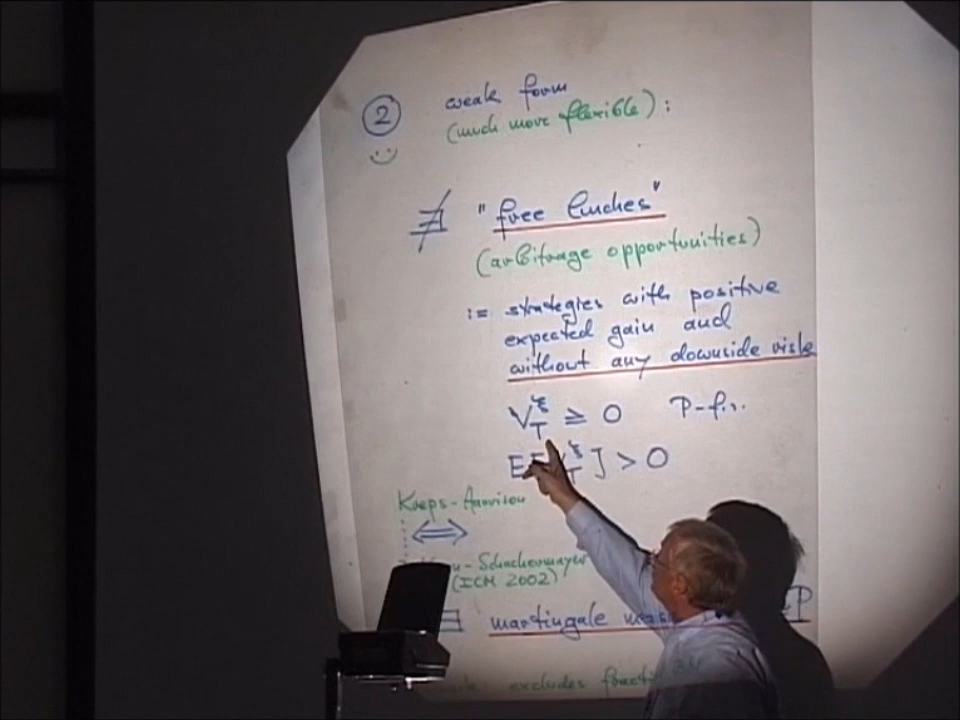 2 weak form
(much more flexible) :
∄ "free lunches"
(arbitrage opportunities)
:= strategies with positive
expected gain and
without any downside risk
V_T^ξ ≥ 0 P-f.s.
E[V_T^ξ] > 0
Kreps-
⟺
-Schachermayer
(ICM 2002)
∃ martingale P
excludes